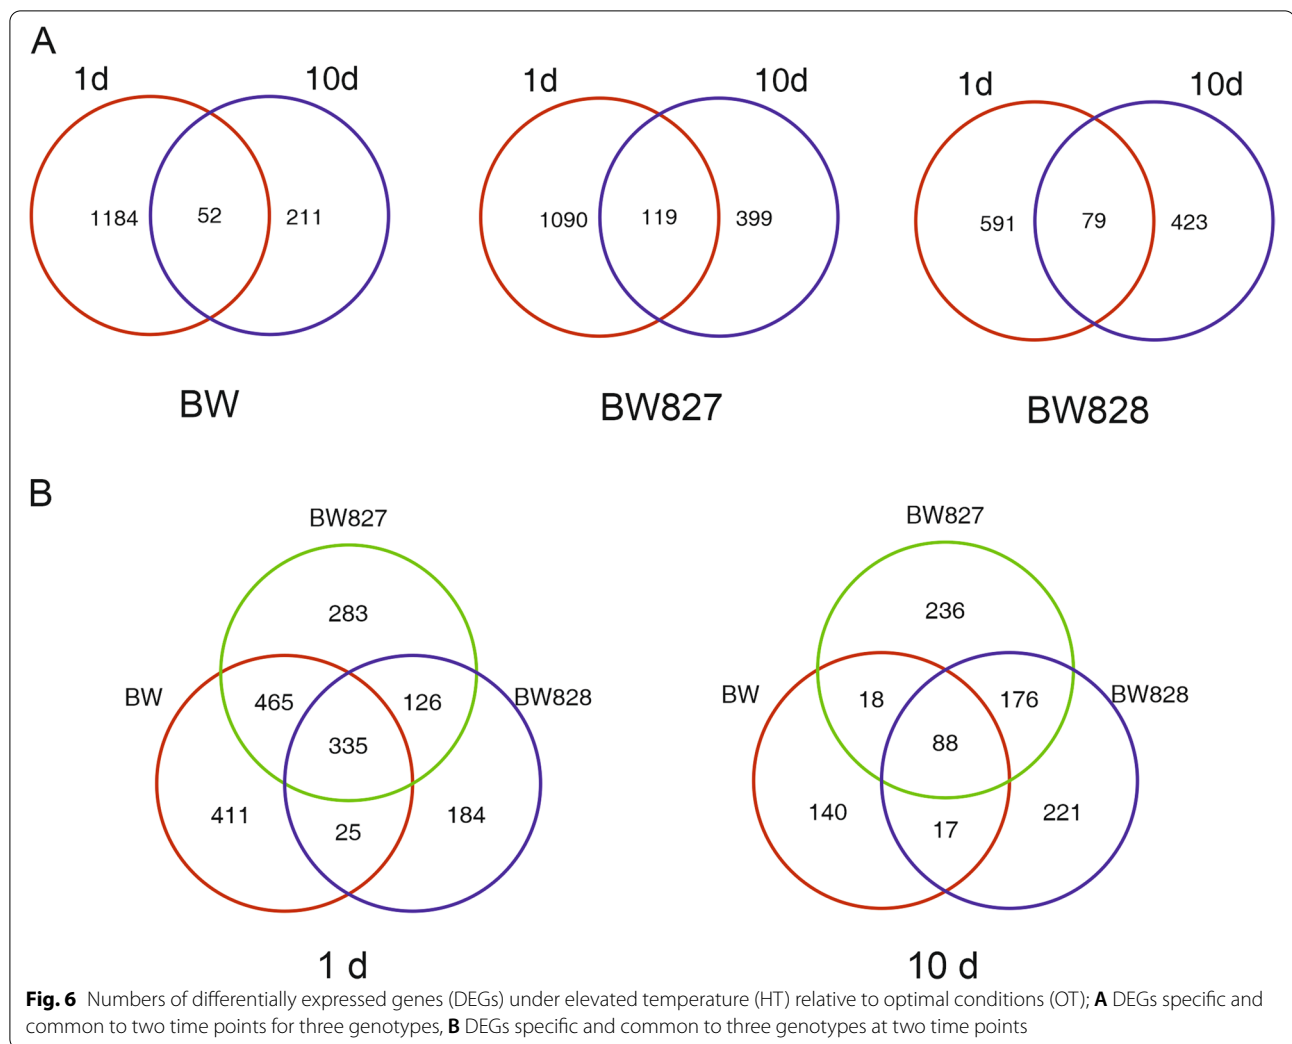 A
1d
10d
1184
52
211
BW
1d
10d
1090
119
399
BW827
1d
10d
591
79
423
BW828
B
BW827
283
BW
465
126
BW828
335
411
25
184
1 d
BW827
236
BW
18
176
BW828
88
140
17
221
10 d
Fig. 6 Numbers of differentially expressed genes (DEGs) under elevated temperature (HT) relative to optimal conditions (OT); A DEGs specific and
common to two time points for three genotypes, B DEGs specific and common to three genotypes at two time points